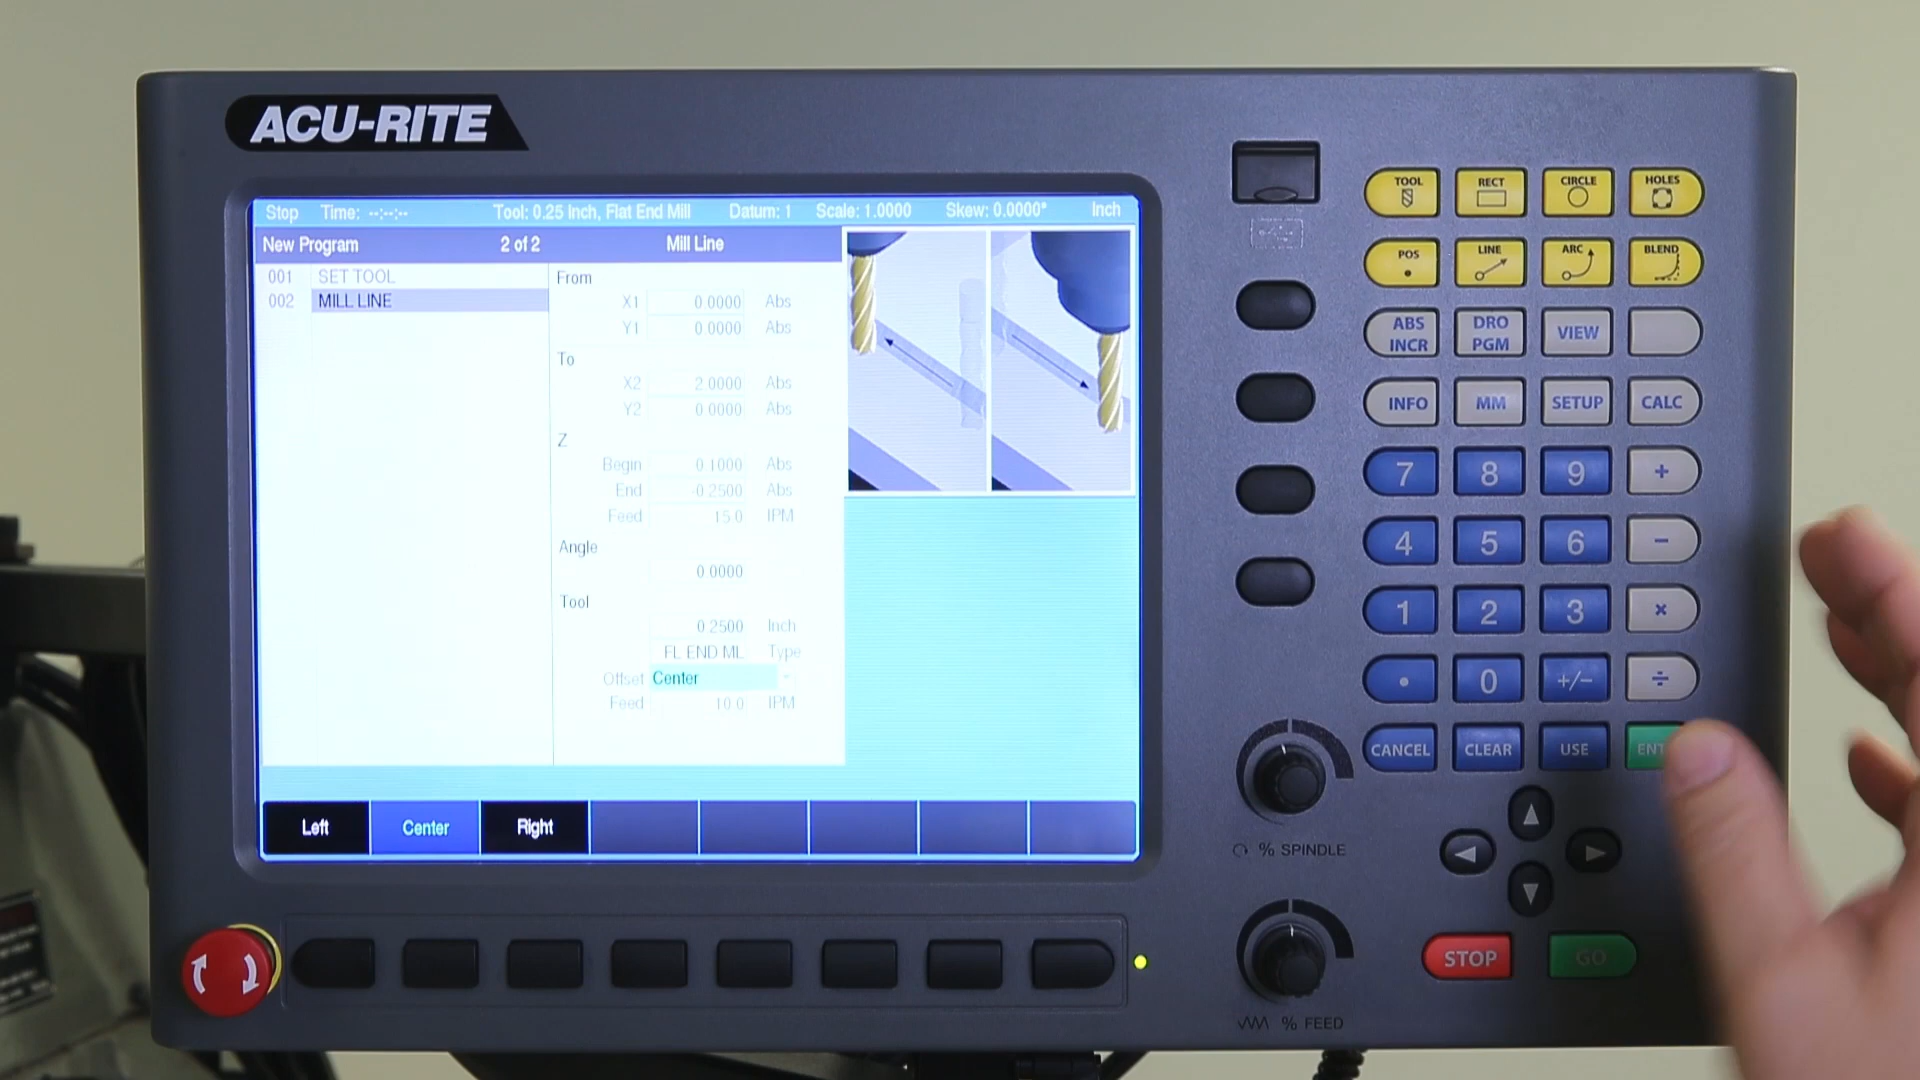 ACU-RITE
Stop Time: --:--:-- Tool: 0.25 Inch, Flat End Mill Datum: 1 Scale: 1.0000 Skew: 0.0000° Inch
New Program 2 of 2 Mill Line
001 SET TOOL
002 MILL LINE
From
X1 0.0000 Abs
Y1 0.0000 Abs
To
X2 2.0000 Abs
Y2 0.0000 Abs
Z
Begin 0.1000 Abs
End -0.2500 Abs
Feed 15.0 IPM
Angle
0.0000
Tool
0.2500 Inch
FL END ML Type
Offset Center
Feed 10.0 IPM
Left Center Right
TOOL RECT CIRCLE HOLES
POS LINE ARC BLEND
ABS INCR DRO PGM VIEW
INFO MM SETUP CALC
7 8 9 +
4 5 6 −
1 2 3 ×
. 0 +/− ÷
CANCEL CLEAR USE
% SPINDLE
STOP GO
% FEED